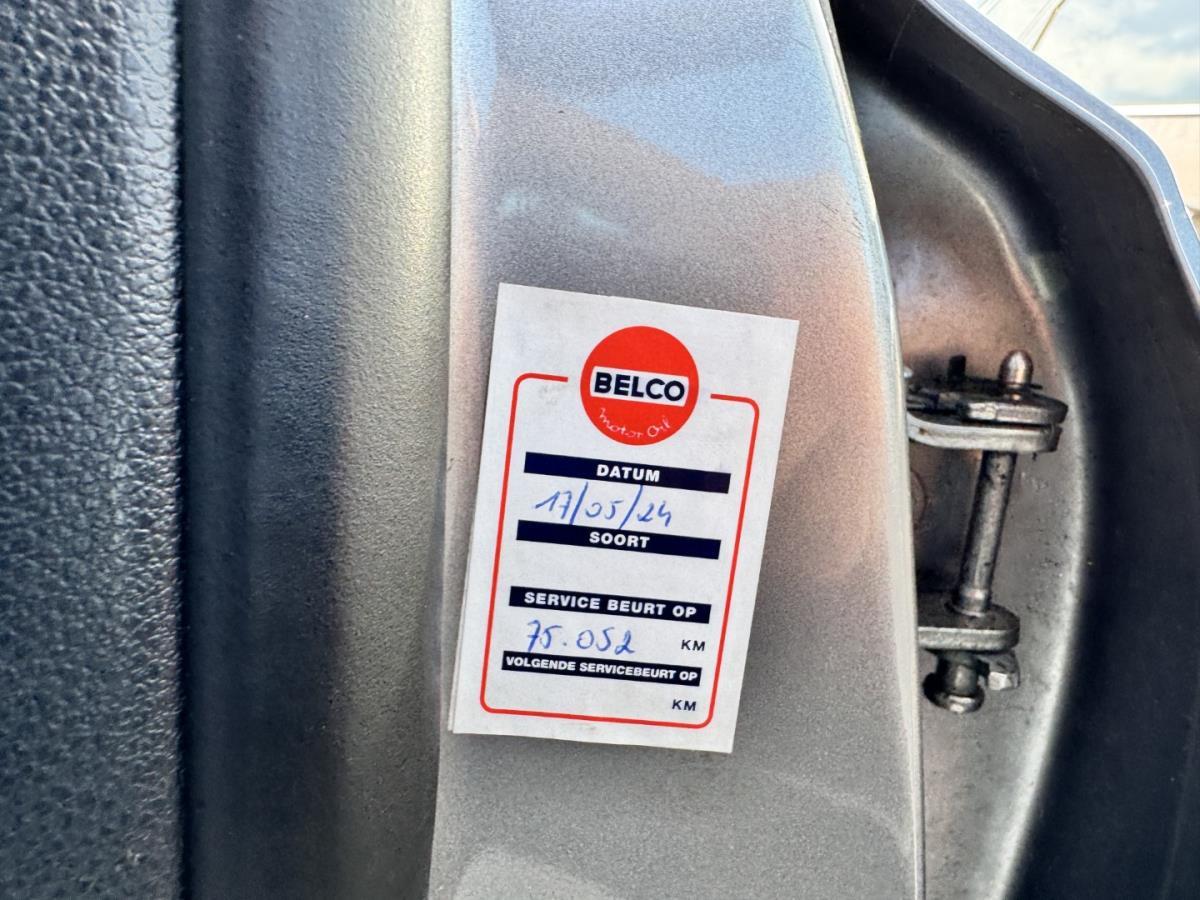 BELCO
Motor Oil
DATUM
17/05/24
SOORT
SERVICE BEURT OP
75.052 KM
VOLGENDE SERVICEBEURT OP
KM